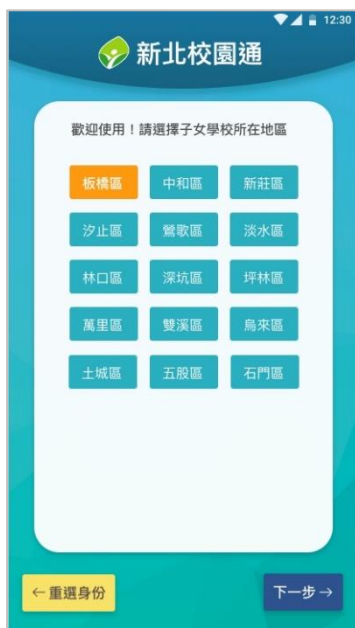 12:30
新北校園通
歡迎使用！請選擇子女學校所在地區
板橋區 中和區 新莊區
汐止區 鶯歌區 淡水區
林口區 深坑區 坪林區
萬里區 雙溪區 烏來區
土城區 五股區 石門區
←重選身份 下一步→